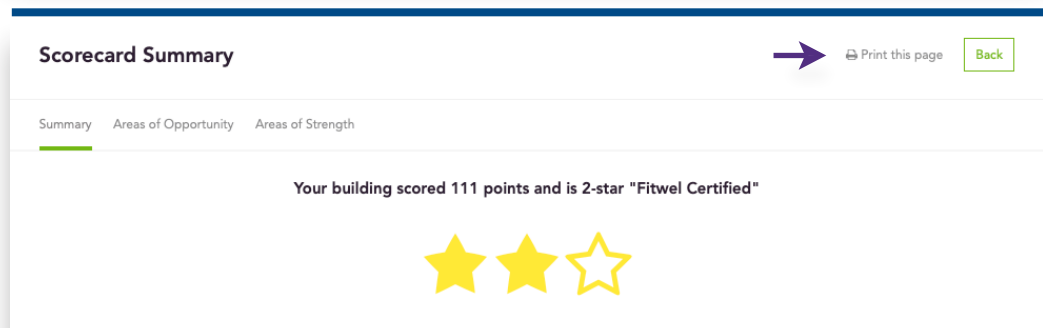 Scorecard Summary
Print this page
Back
Summary
Areas of Opportunity
Areas of Strength
Your building scored 111 points and is 2-star "Fitwel Certified"